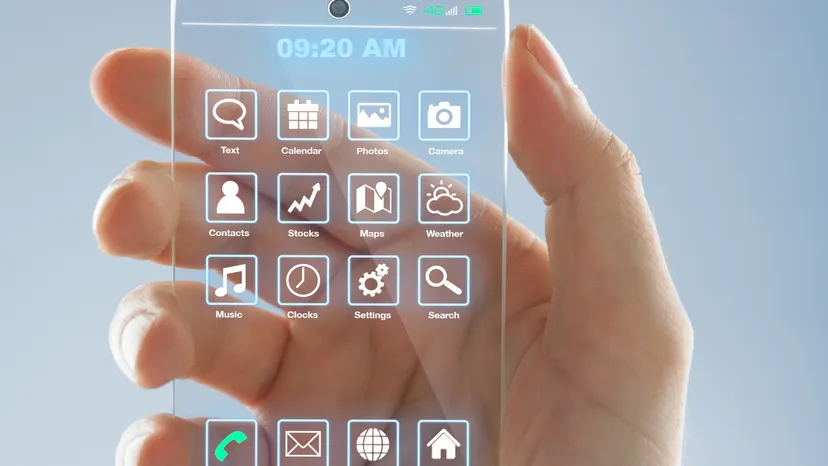 4G
09:20 AM
Text Calendar Photos Camera
Contacts Stocks Maps Weather
Music Clocks Settings Search